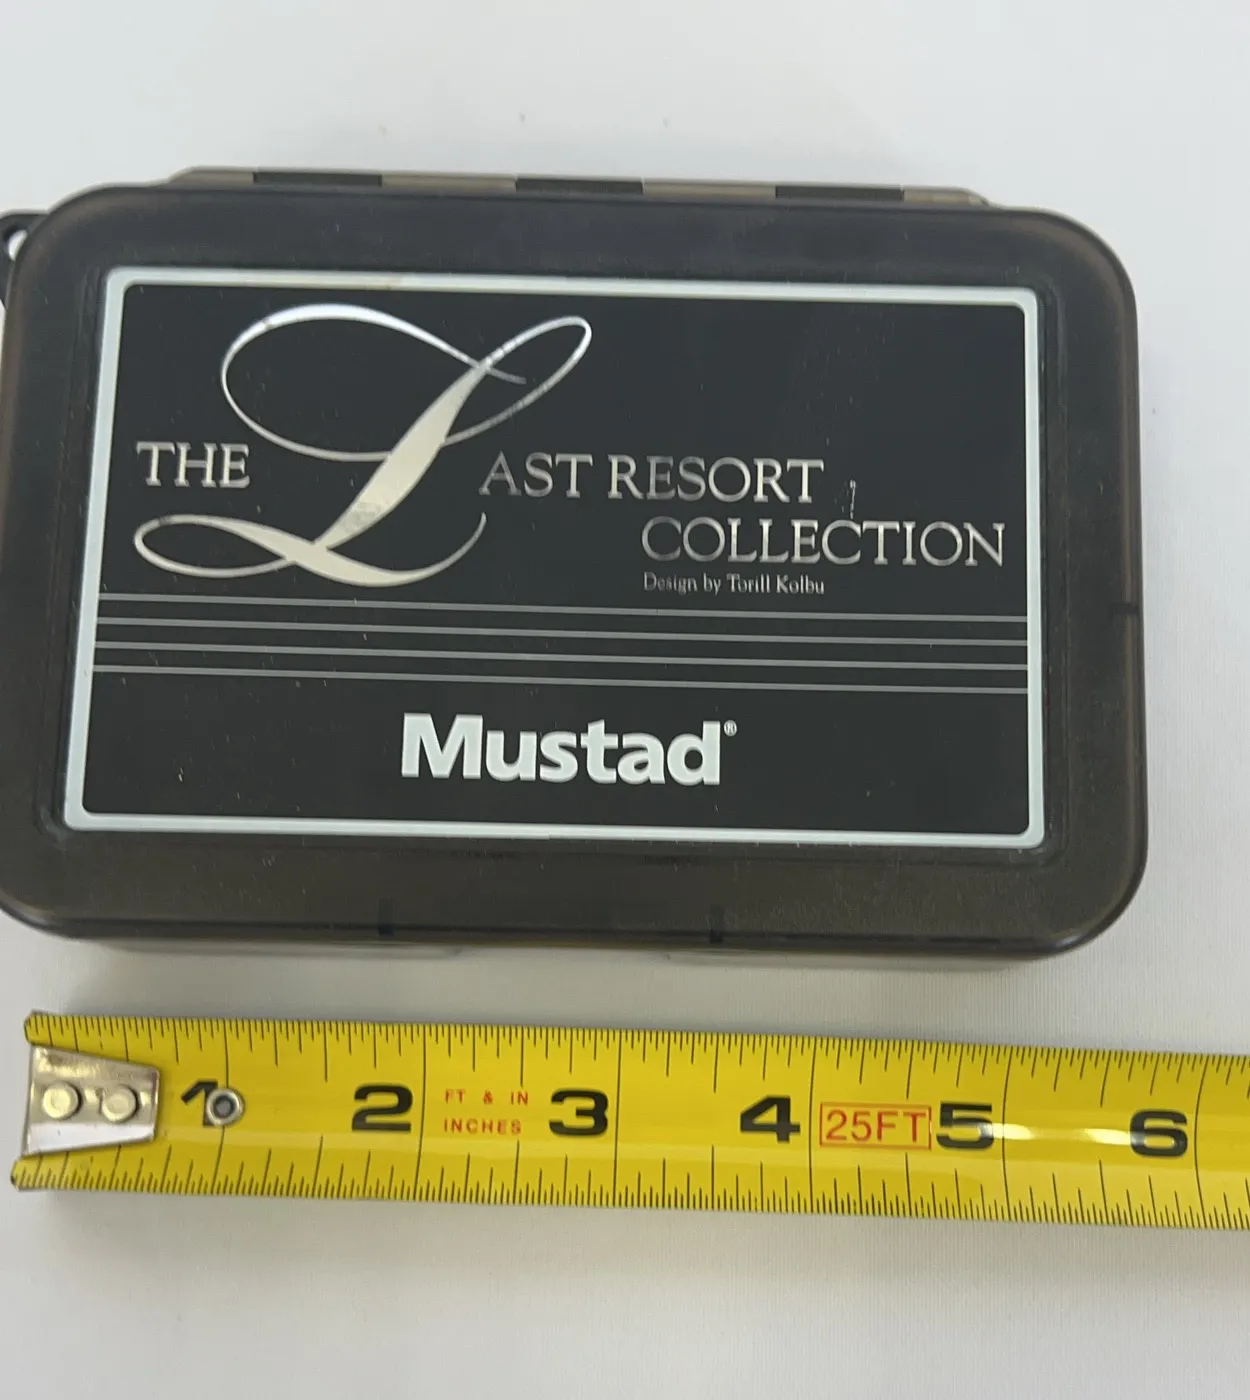 THE LAST RESORT
COLLECTION
Design by Torill Kolbu
Mustad®
1 2 FT & IN 3 4 25FT 5 6
INCHES